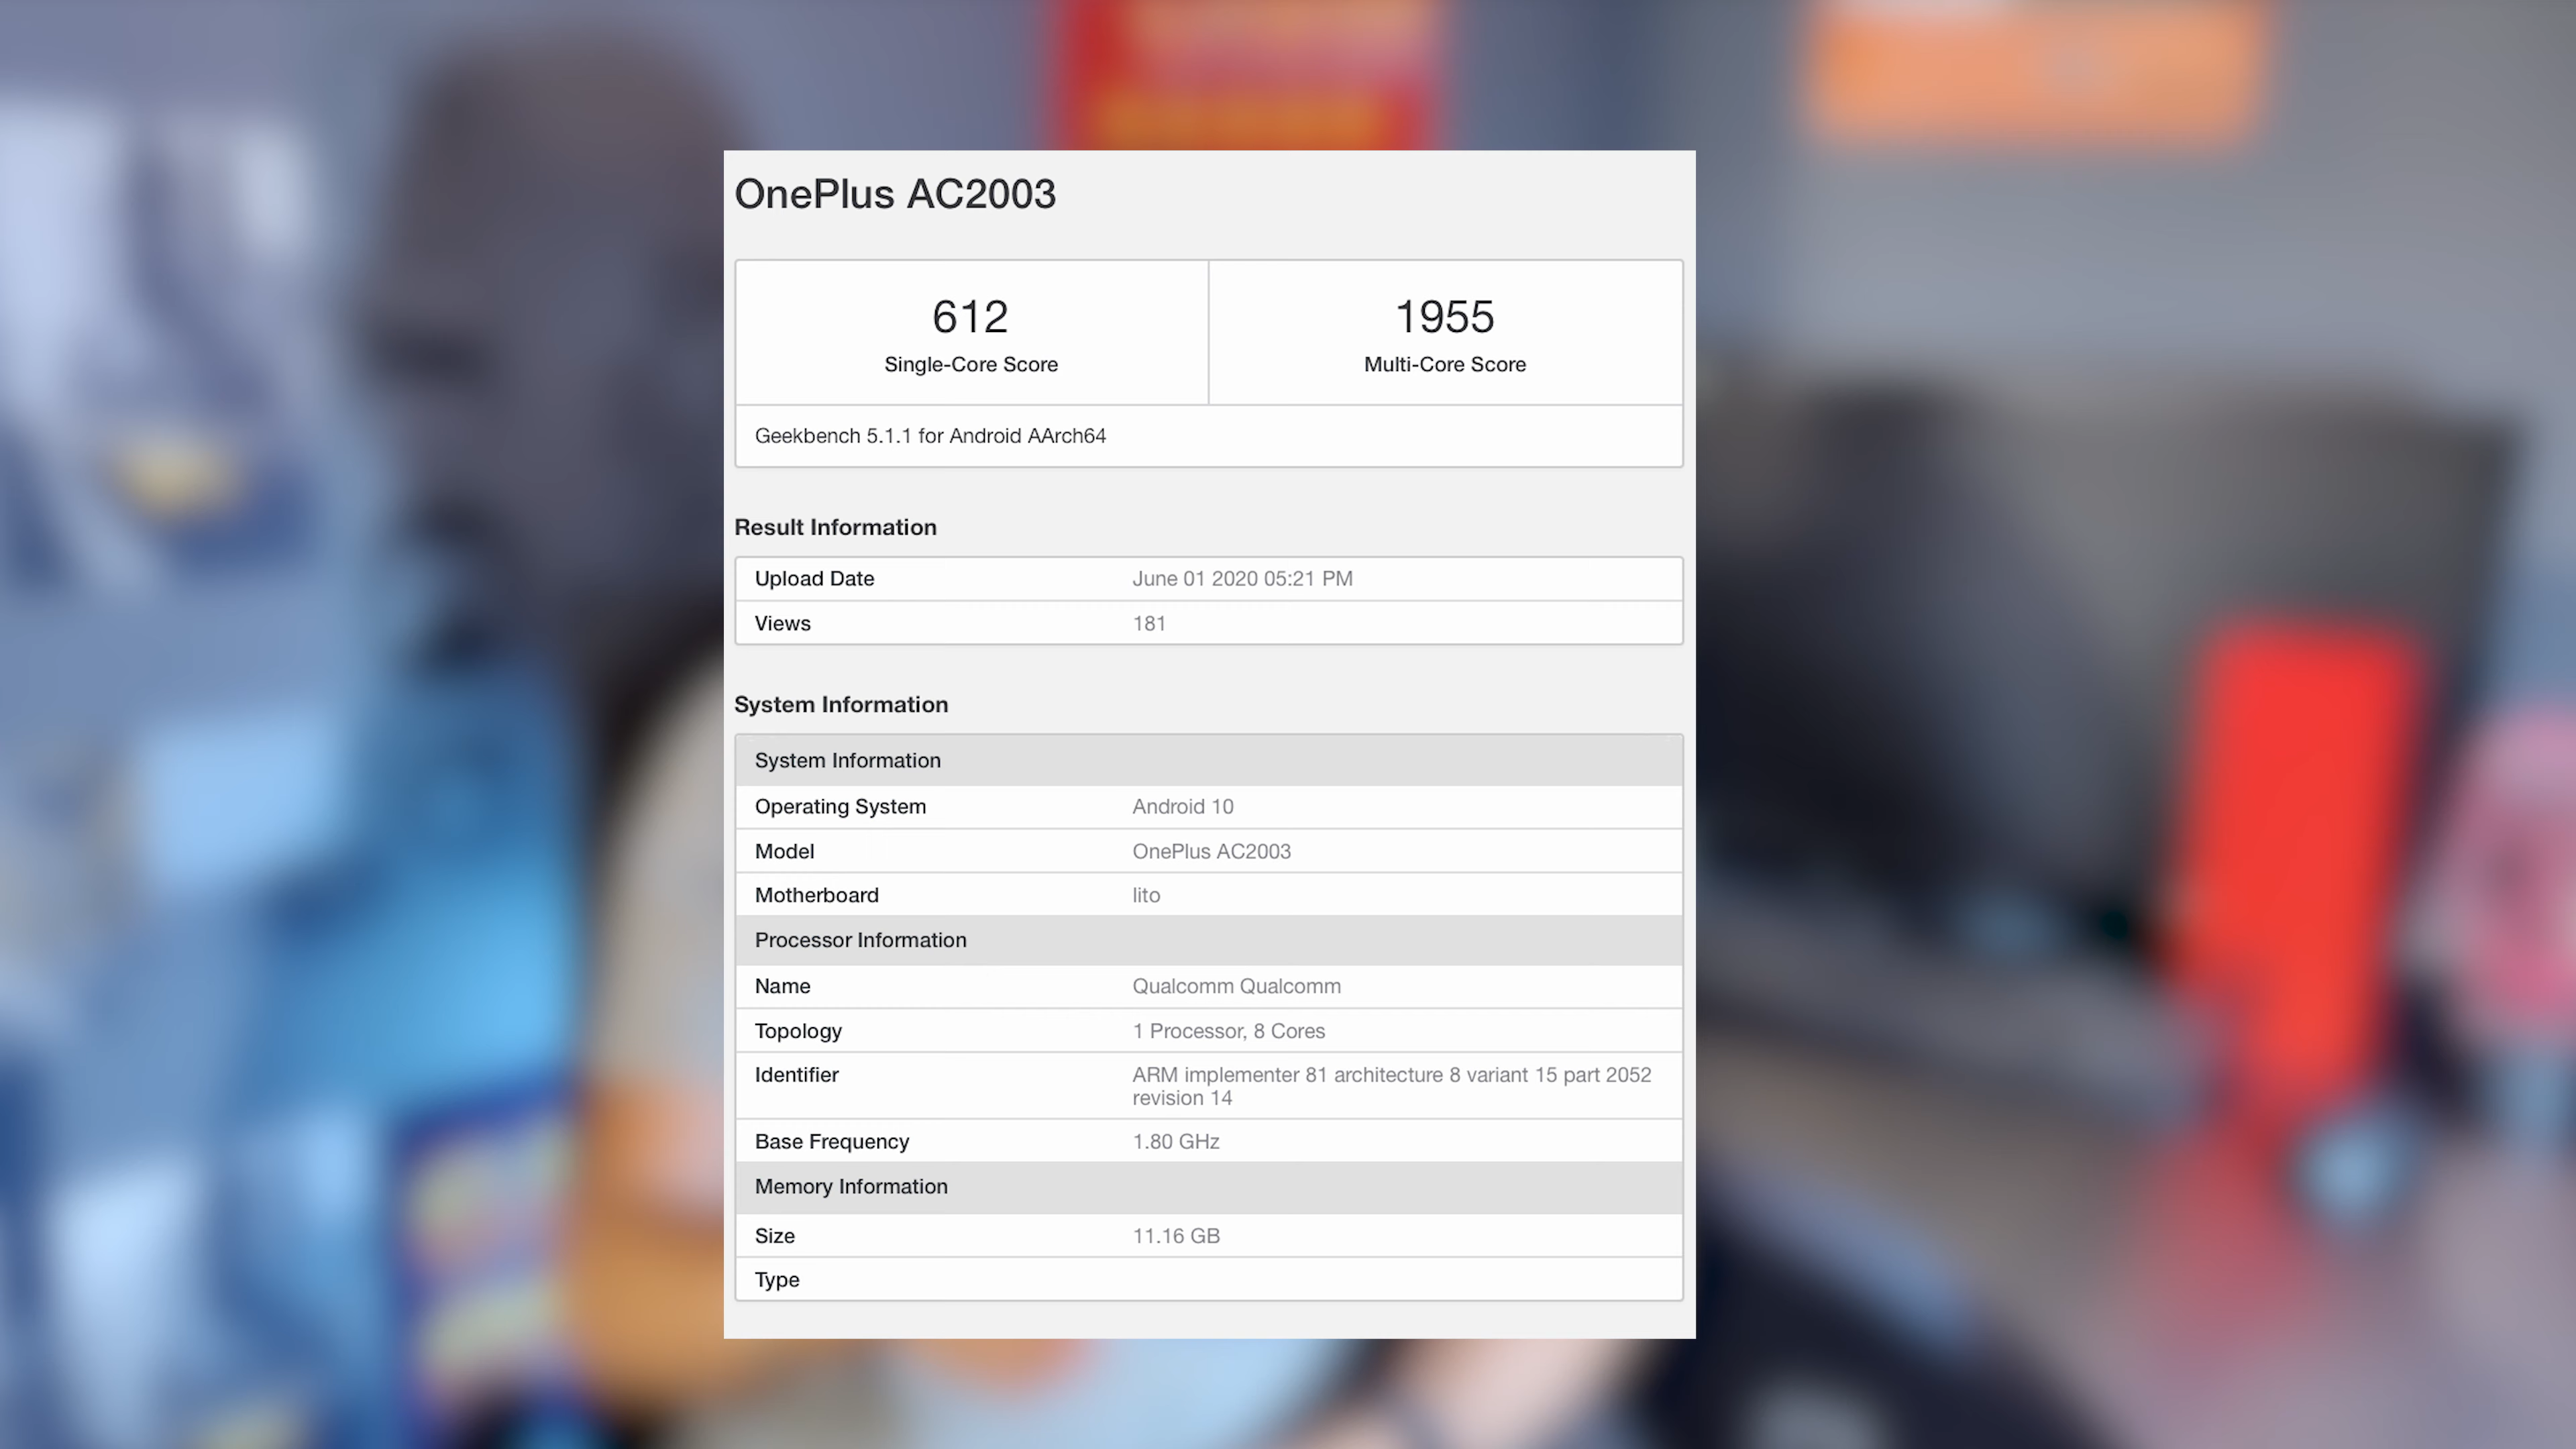 OnePlus AC2003
612
Single-Core Score
1955
Multi-Core Score
Geekbench 5.1.1 for Android AArch64
Result Information
Upload Date June 01 2020 05:21 PM
Views 181
System Information
System Information
Operating System Android 10
Model OnePlus AC2003
Motherboard lito
Processor Information
Name Qualcomm Qualcomm
Topology 1 Processor, 8 Cores
Identifier ARM implementer 81 architecture 8 variant 15 part 2052
revision 14
Base Frequency 1.80 GHz
Memory Information
Size 11.16 GB
Type